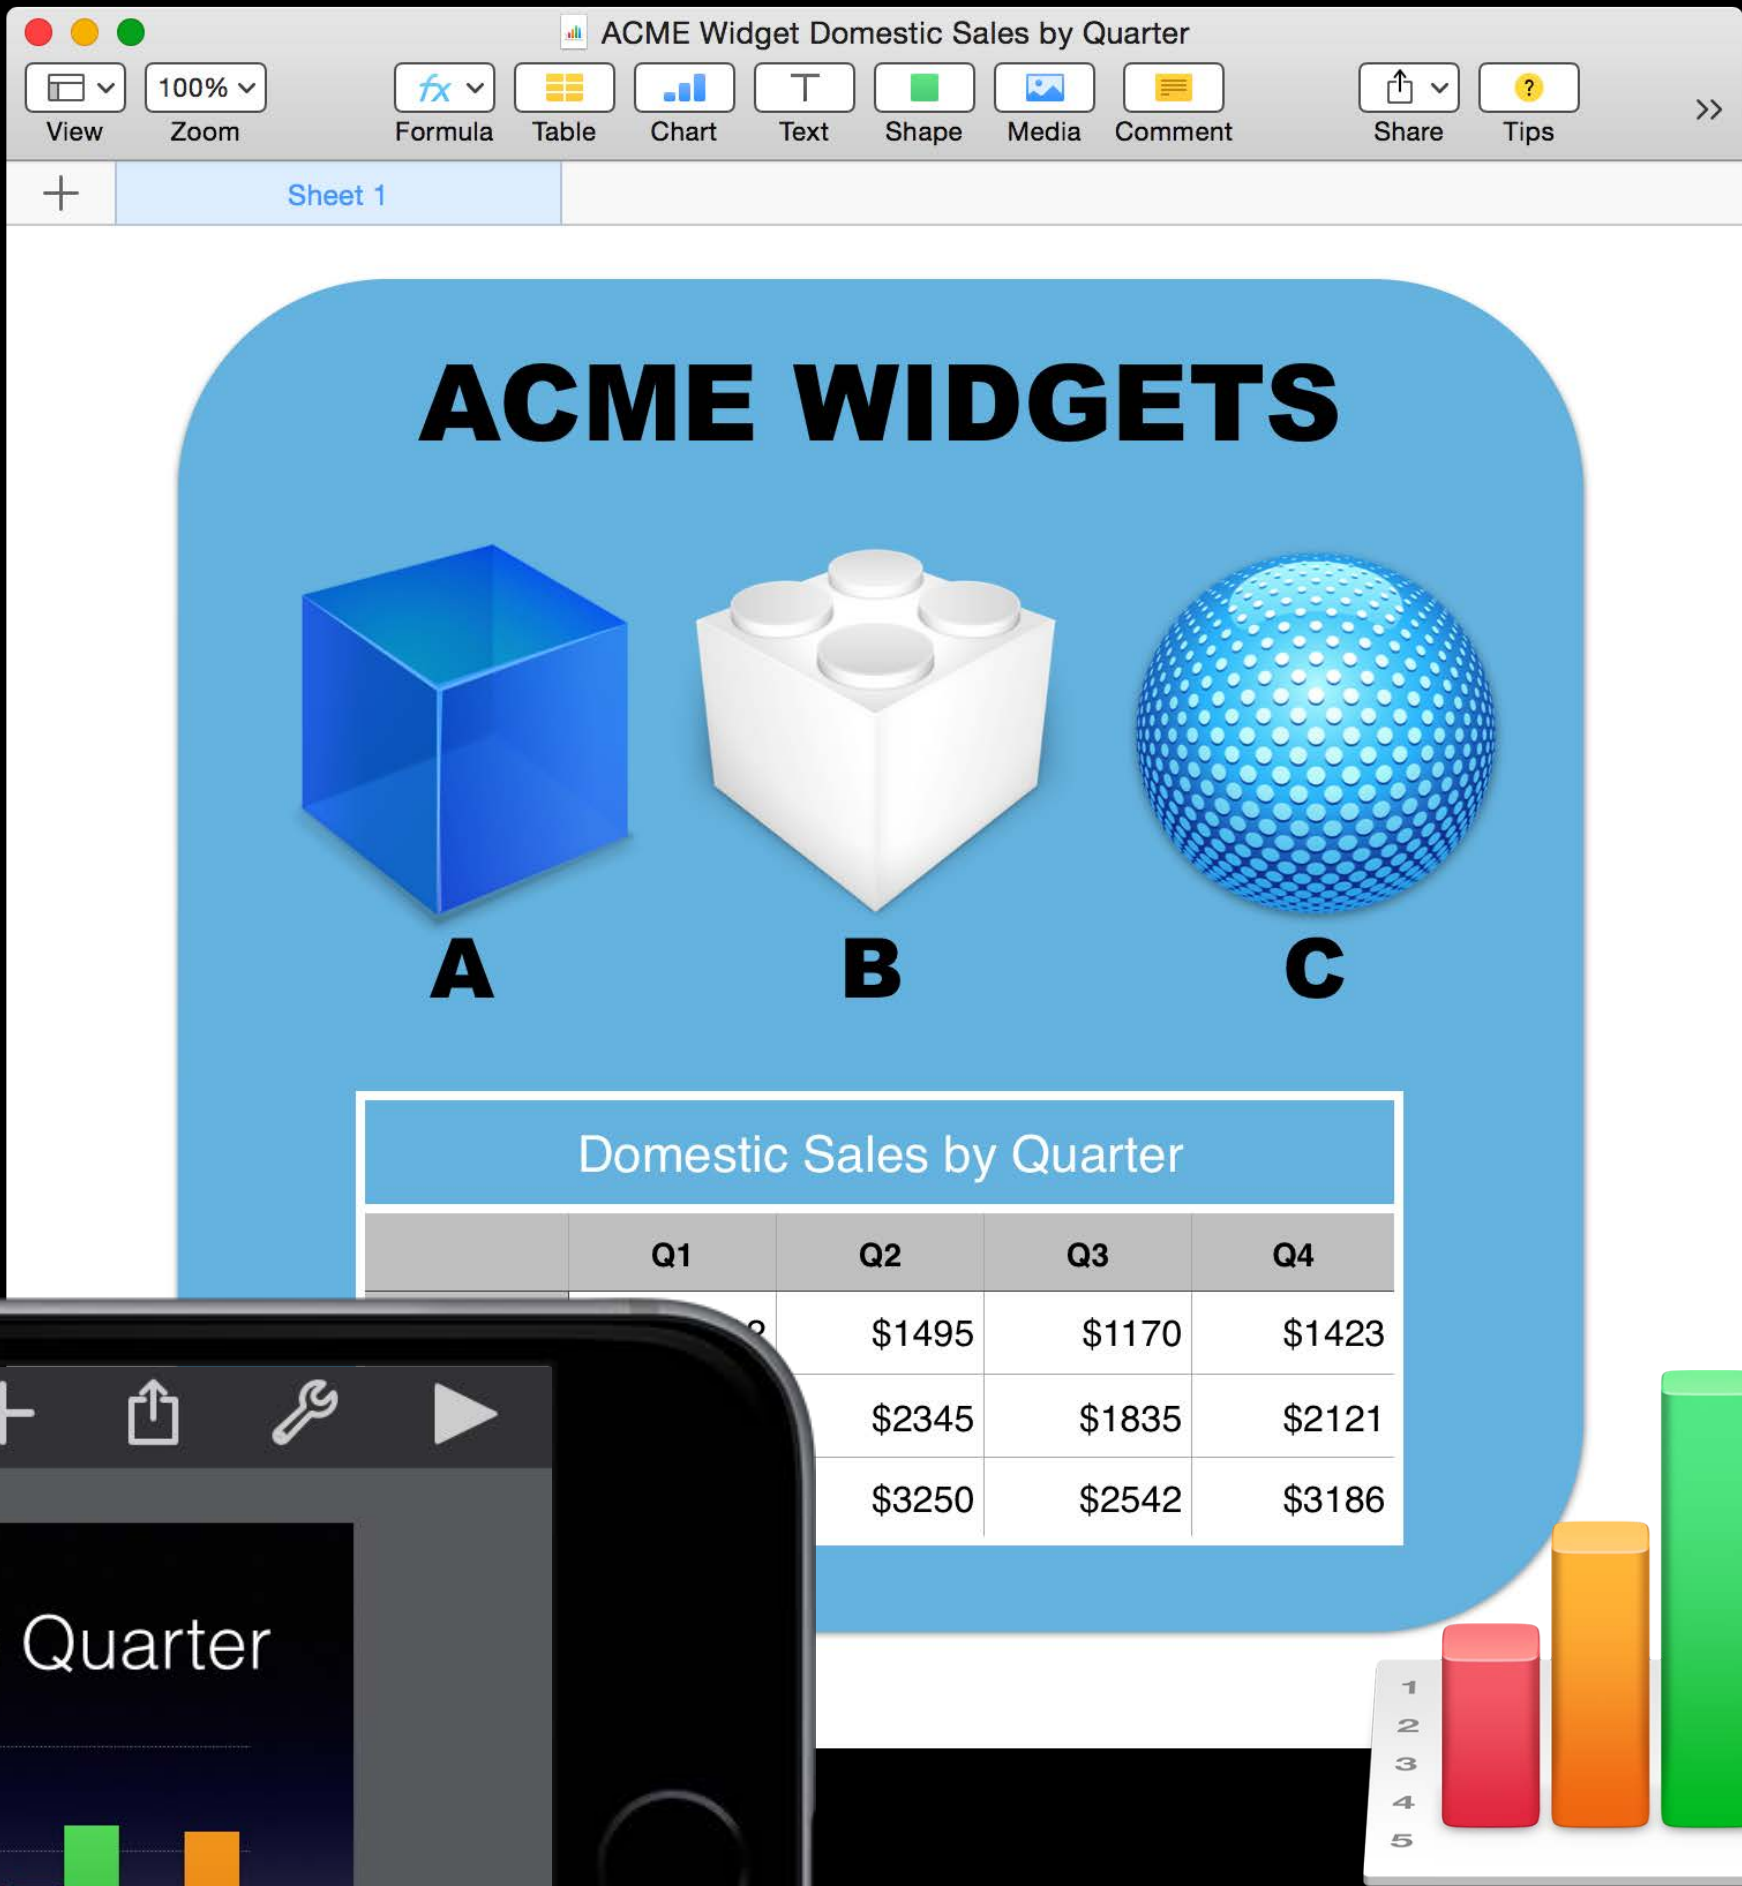 ACME Widget Domestic Sales by Quarter
100%
View Zoom Formula Table Chart Text Shape Media Comment Share Tips
Sheet 1
ACME WIDGETS
A B C
Domestic Sales by Quarter
Q1 Q2 Q3 Q4
$1495 $1170 $1423
$2345 $1835 $2121
$3250 $2542 $3186
Quarter
1
2
3
4
5